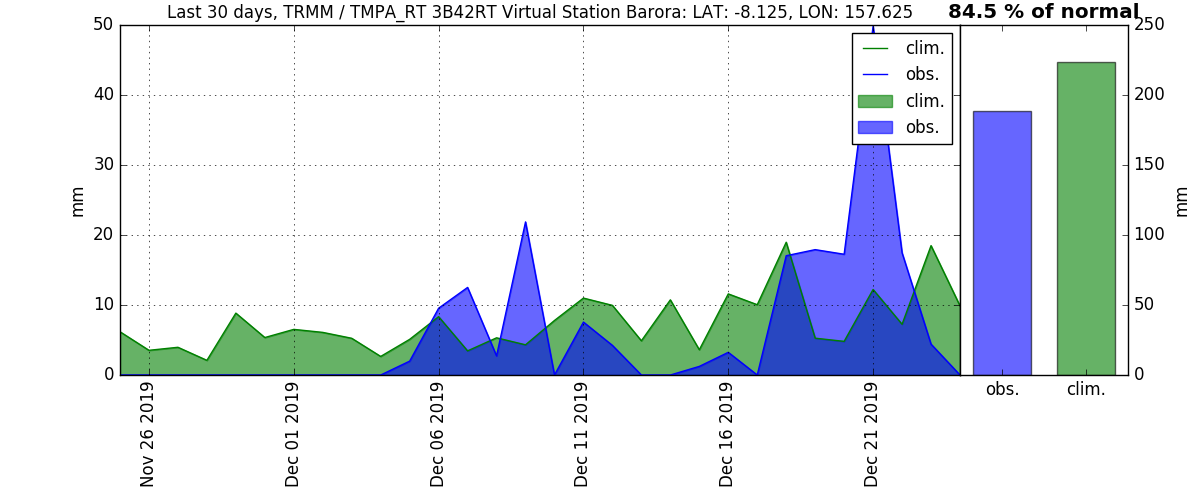 Last 30 days, TRMM / TMPA_RT 3B42RT Virtual Station Barora: LAT: -8.125, LON: 157.625
84.5 % of normal
50
40
30
20
10
0
mm
clim.
obs.
clim.
obs.
250
200
150
100
50
0
mm
Nov 26 2019
Dec 01 2019
Dec 06 2019
Dec 11 2019
Dec 16 2019
Dec 21 2019
obs.
clim.